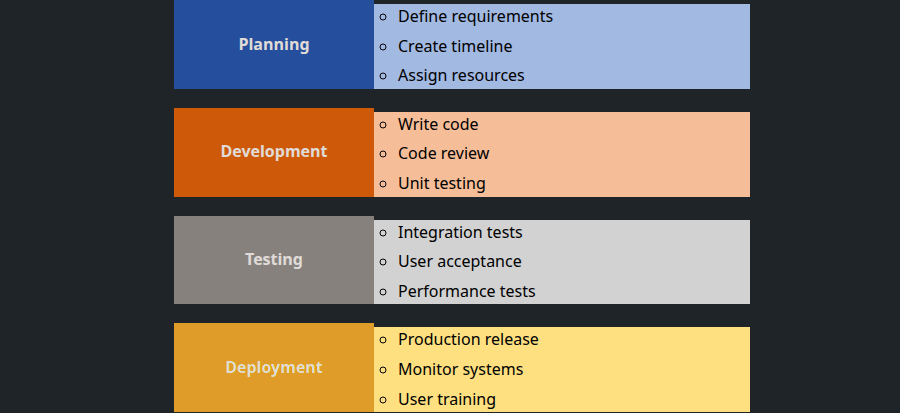 Planning
Define requirements
Create timeline
Assign resources
Development
Write code
Code review
Unit testing
Testing
Integration tests
User acceptance
Performance tests
Deployment
Production release
Monitor systems
User training